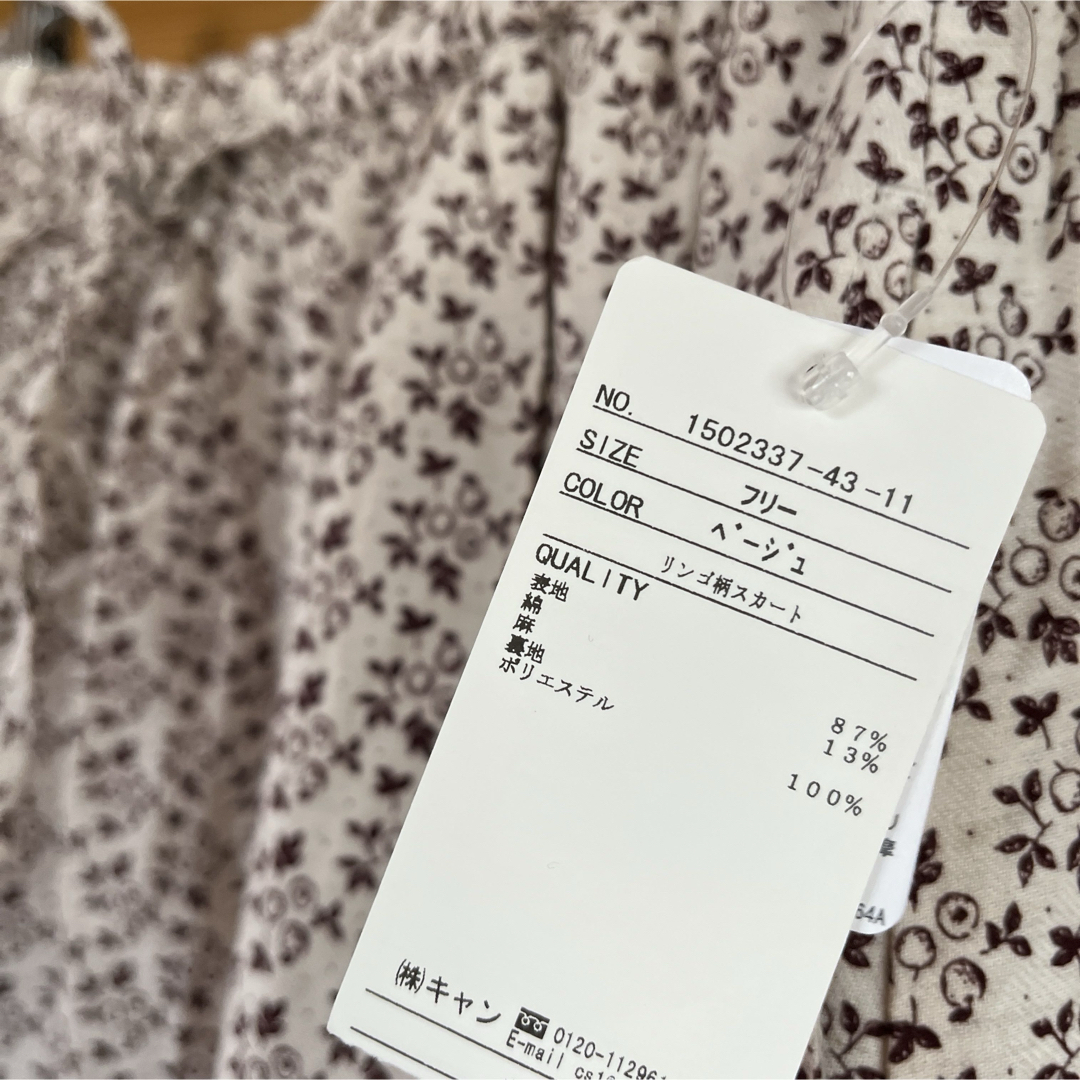 NO. 1502337-43-11
SIZE フリー
COLOR ベージュ
QUALITY リンゴ柄スカート
表地
綿 87%
麻 13%
裏地
ポリエステル 100%
㈱キャン 0120-11296
E-mail cs1
64A